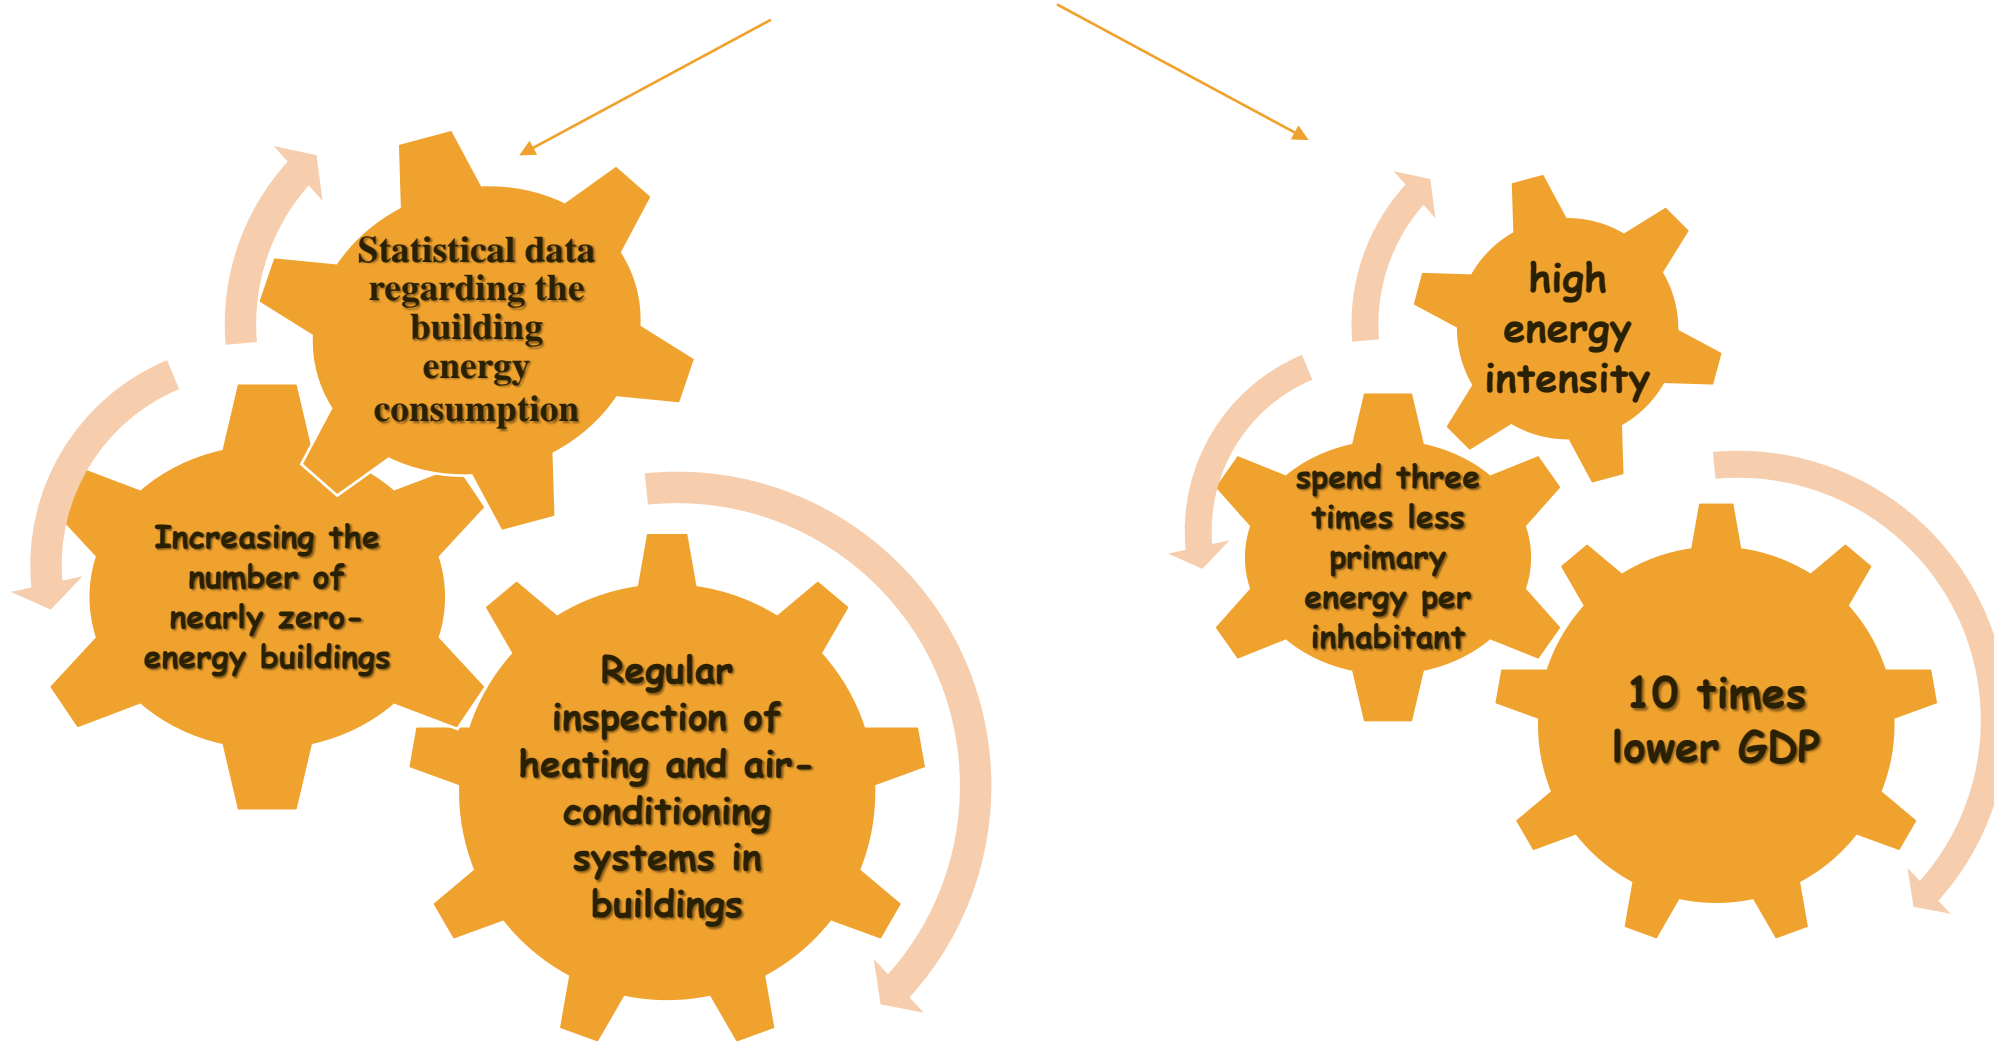 Statistical data
regarding the
building
energy
consumption
Increasing the
number of
nearly zero-
energy buildings
Regular
inspection of
heating and air-
conditioning
systems in
buildings
high
energy
intensity
spend three
times less
primary
energy per
inhabitant
10 times
lower GDP